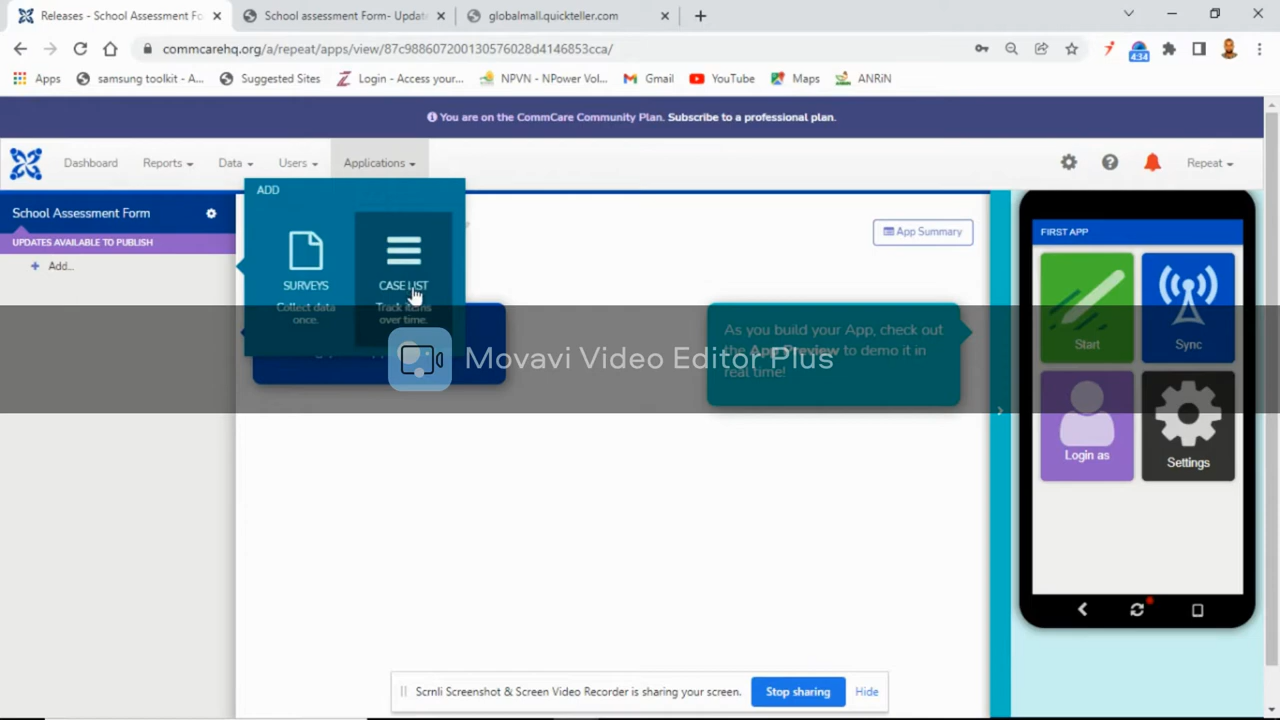 Releases - School Assessment Fo
School assessment Form- Updat
globalmall.quickteller.com
commcarehq.org/a/repeat/apps/view/87c98860720013057​6028d4146853cca/
4:34
Apps
samsung toolkit - A...
Suggested Sites
Login - Access your...
NPVN - NPower Vol...
Gmail
YouTube
Maps
ANRiN
You are on the CommCare Community Plan. Subscribe to a professional plan.
Dashboard
Reports
Data
Users
Applications
Repeat
School Assessment Form
UPDATES AVAILABLE TO PUBLISH
+ Add...
ADD
SURVEYS
Collect data
once.
CASE LIST
Track items
over time.
App Summary
As you build your App, check out
the App Preview to demo it in
real time!
Movavi Video Editor Plus
FIRST APP
Start
Sync
Login as
Settings
Scrnli Screenshot & Screen Video Recorder is sharing your screen.
Stop sharing
Hide